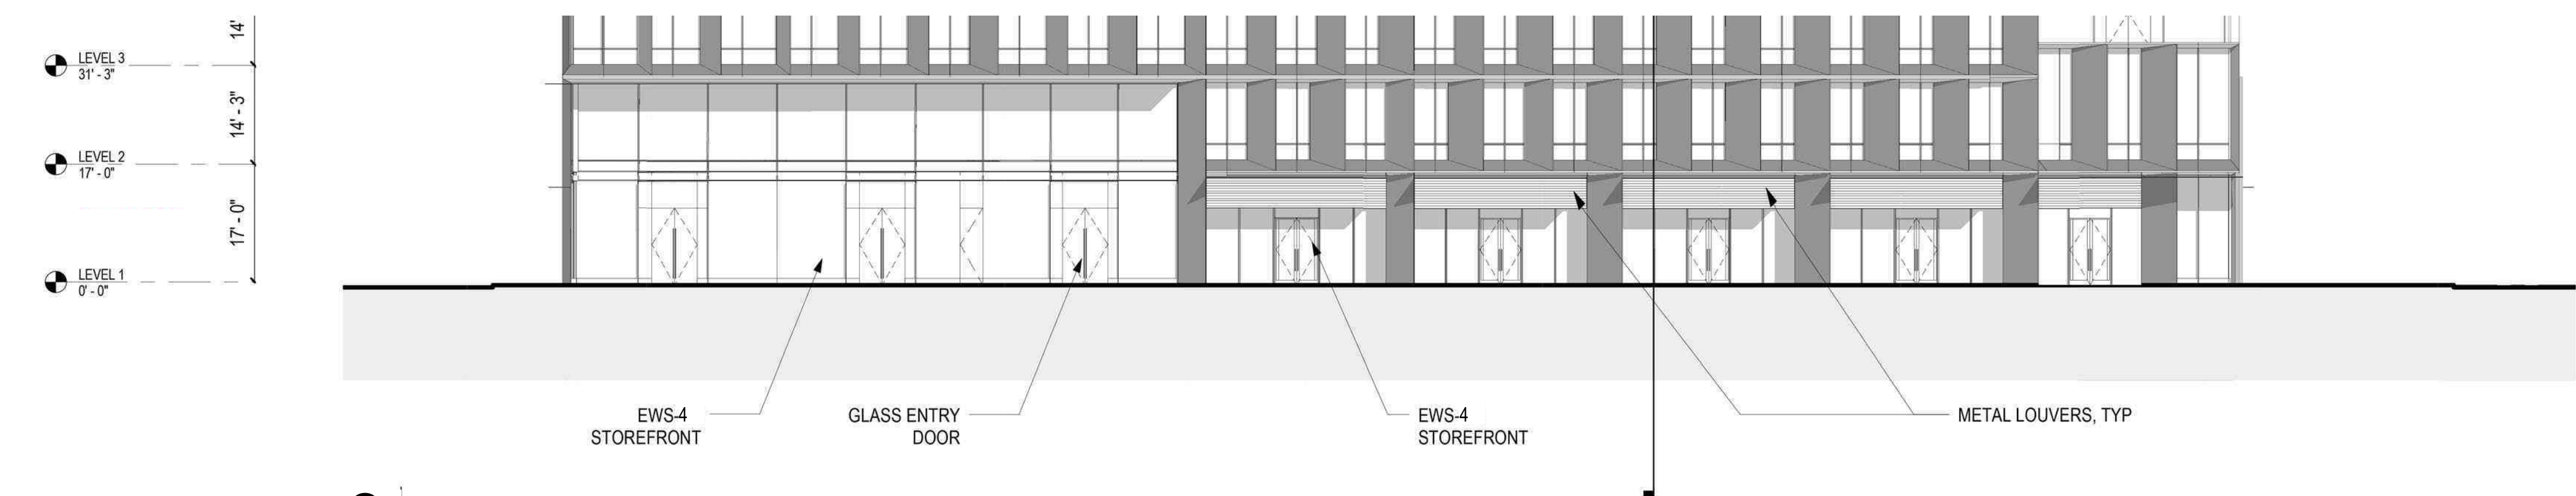 14'
LEVEL 3
31' - 3"
14' - 3"
LEVEL 2
17' - 0"
17' - 0"
LEVEL 1
0' - 0"
EWS-4
STOREFRONT
GLASS ENTRY
DOOR
EWS-4
STOREFRONT
METAL LOUVERS, TYP